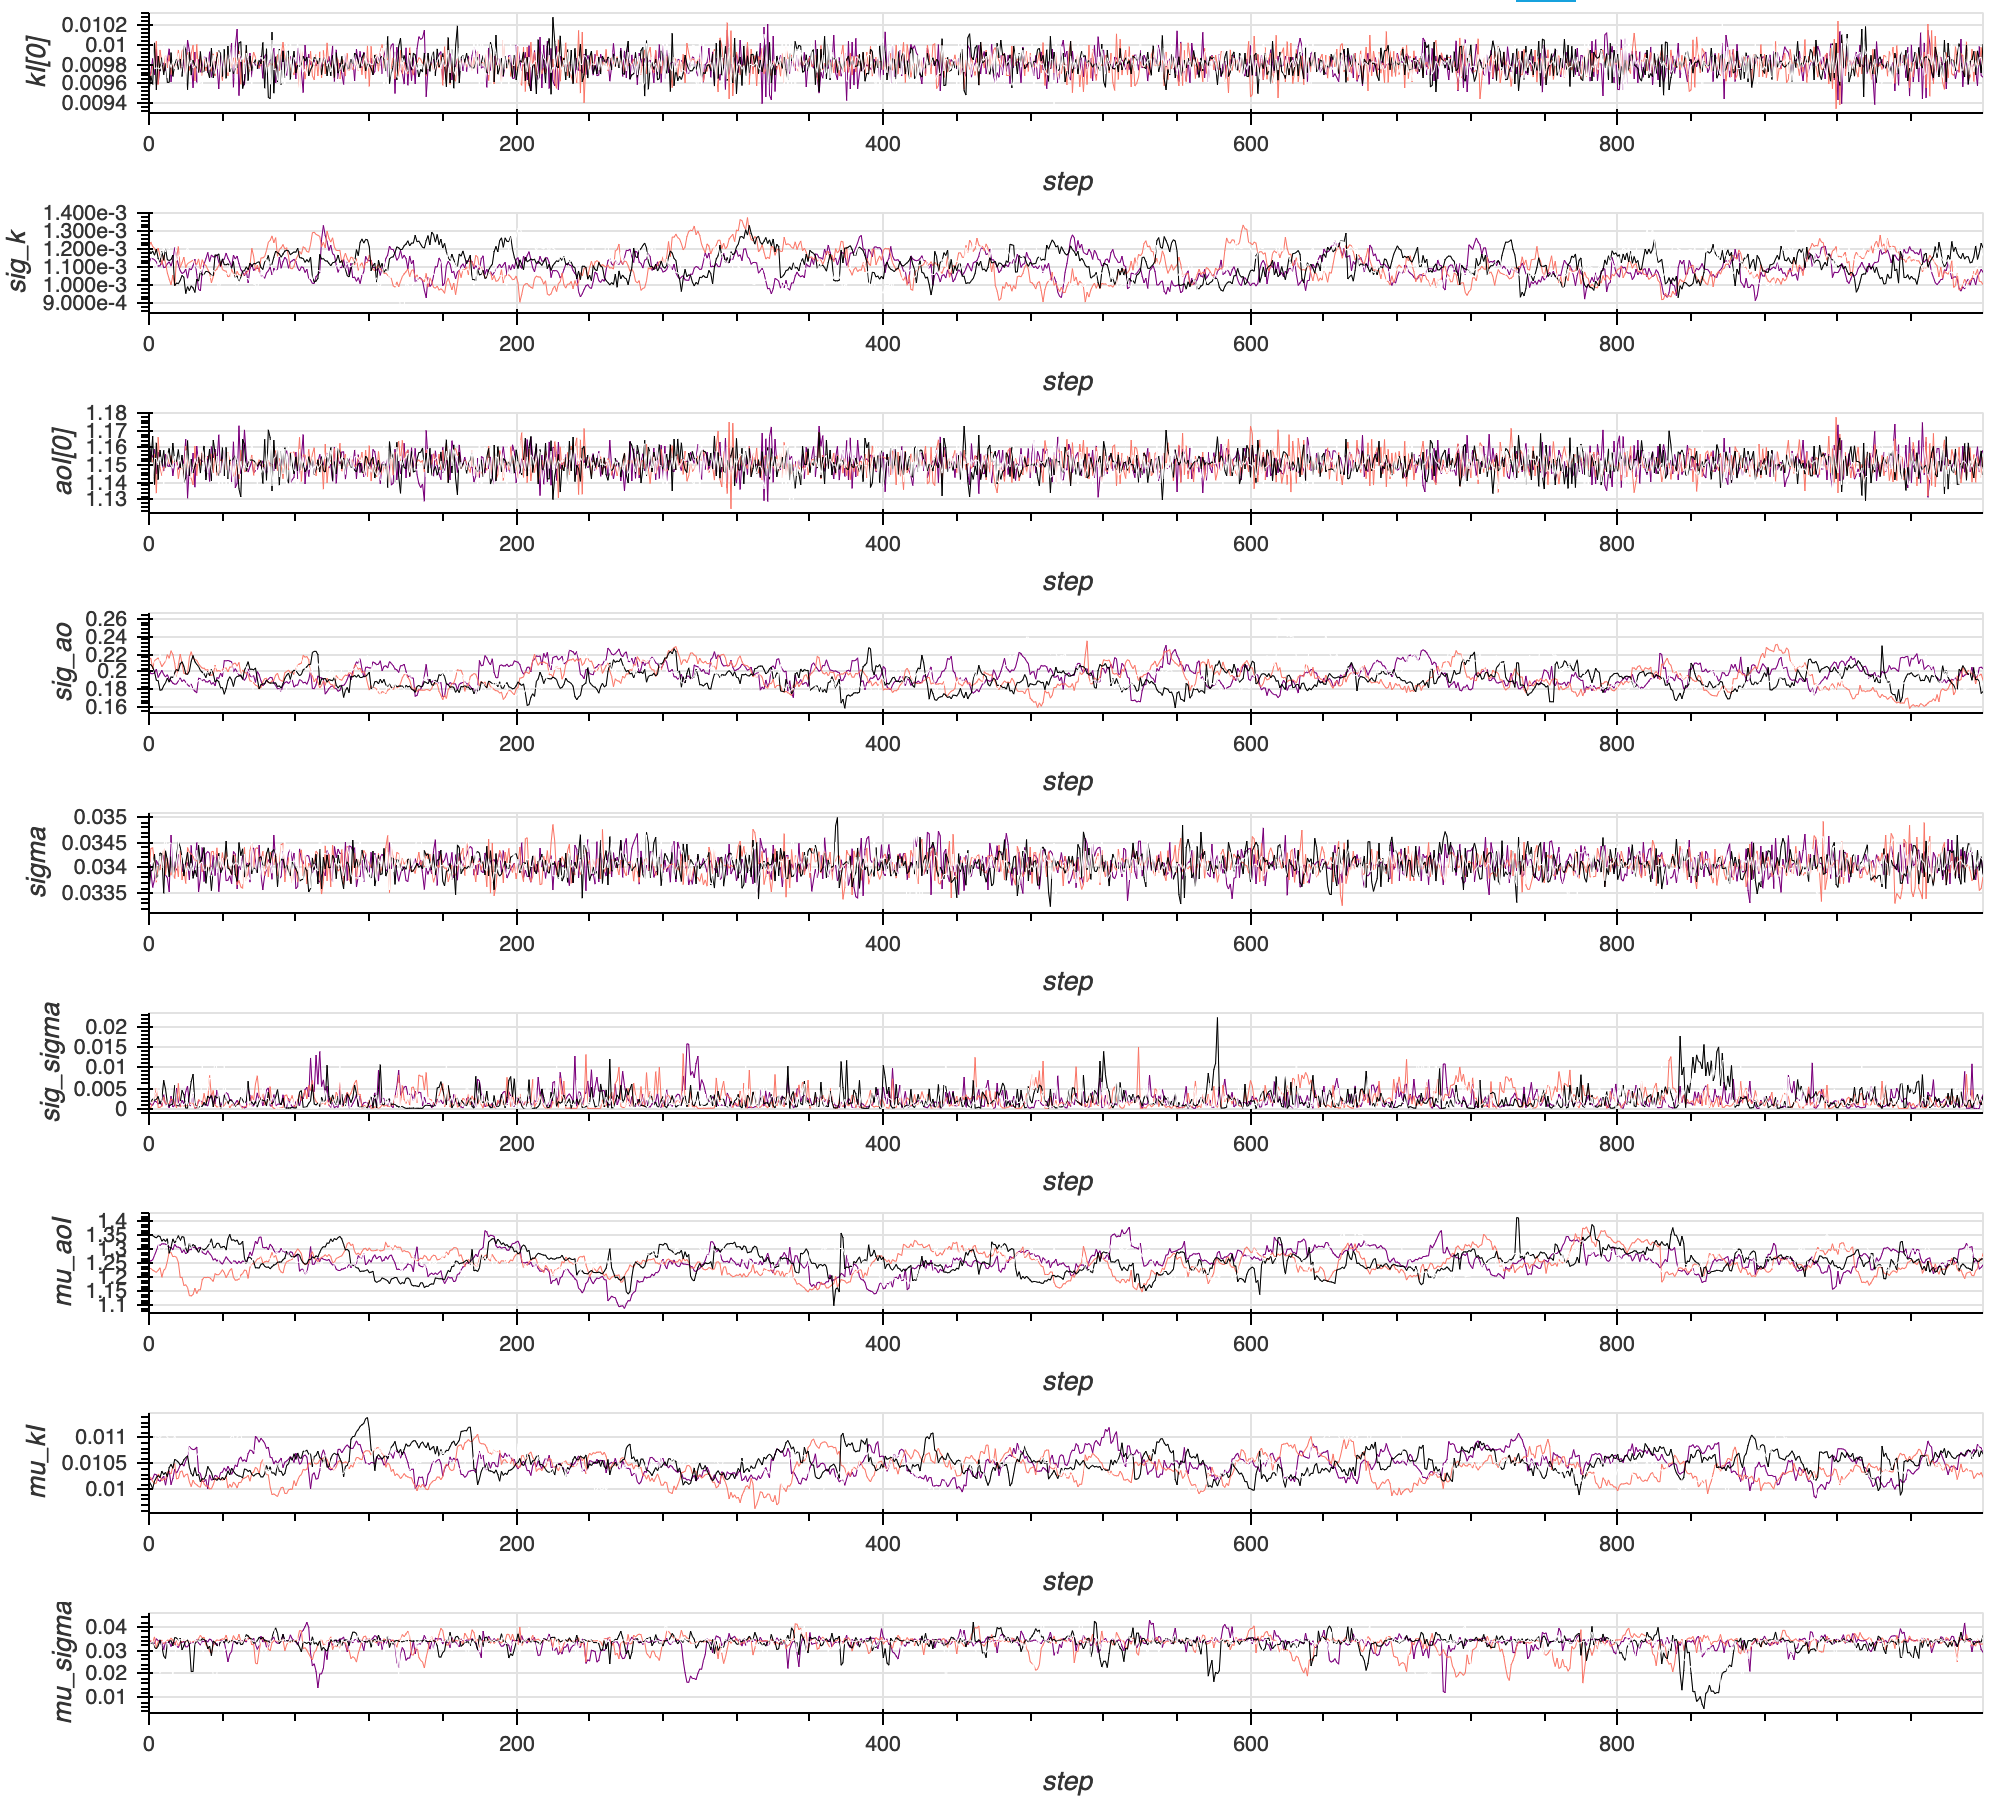 kl[0]
0.0102
0.01
0.0098
0.0096
0.0094
0 200 400 600 800
step
sig_k
1.400e-3
1.300e-3
1.200e-3
1.100e-3
1.000e-3
9.000e-4
0 200 400 600 800
step
aol[0]
1.18
1.17
1.16
1.15
1.14
1.13
0 200 400 600 800
step
sig_ao
0.26
0.24
0.22
0.2
0.18
0.16
0 200 400 600 800
step
sigma
0.035
0.0345
0.034
0.0335
0 200 400 600 800
step
sig_sigma
0.02
0.015
0.01
0.005
0
0 200 400 600 800
step
mu_aol
1.4
1.35
1.3
1.25
1.2
1.15
1.1
0 200 400 600 800
step
mu_kl
0.011
0.0105
0.01
0 200 400 600 800
step
mu_sigma
0.04
0.03
0.02
0.01
0 200 400 600 800
step